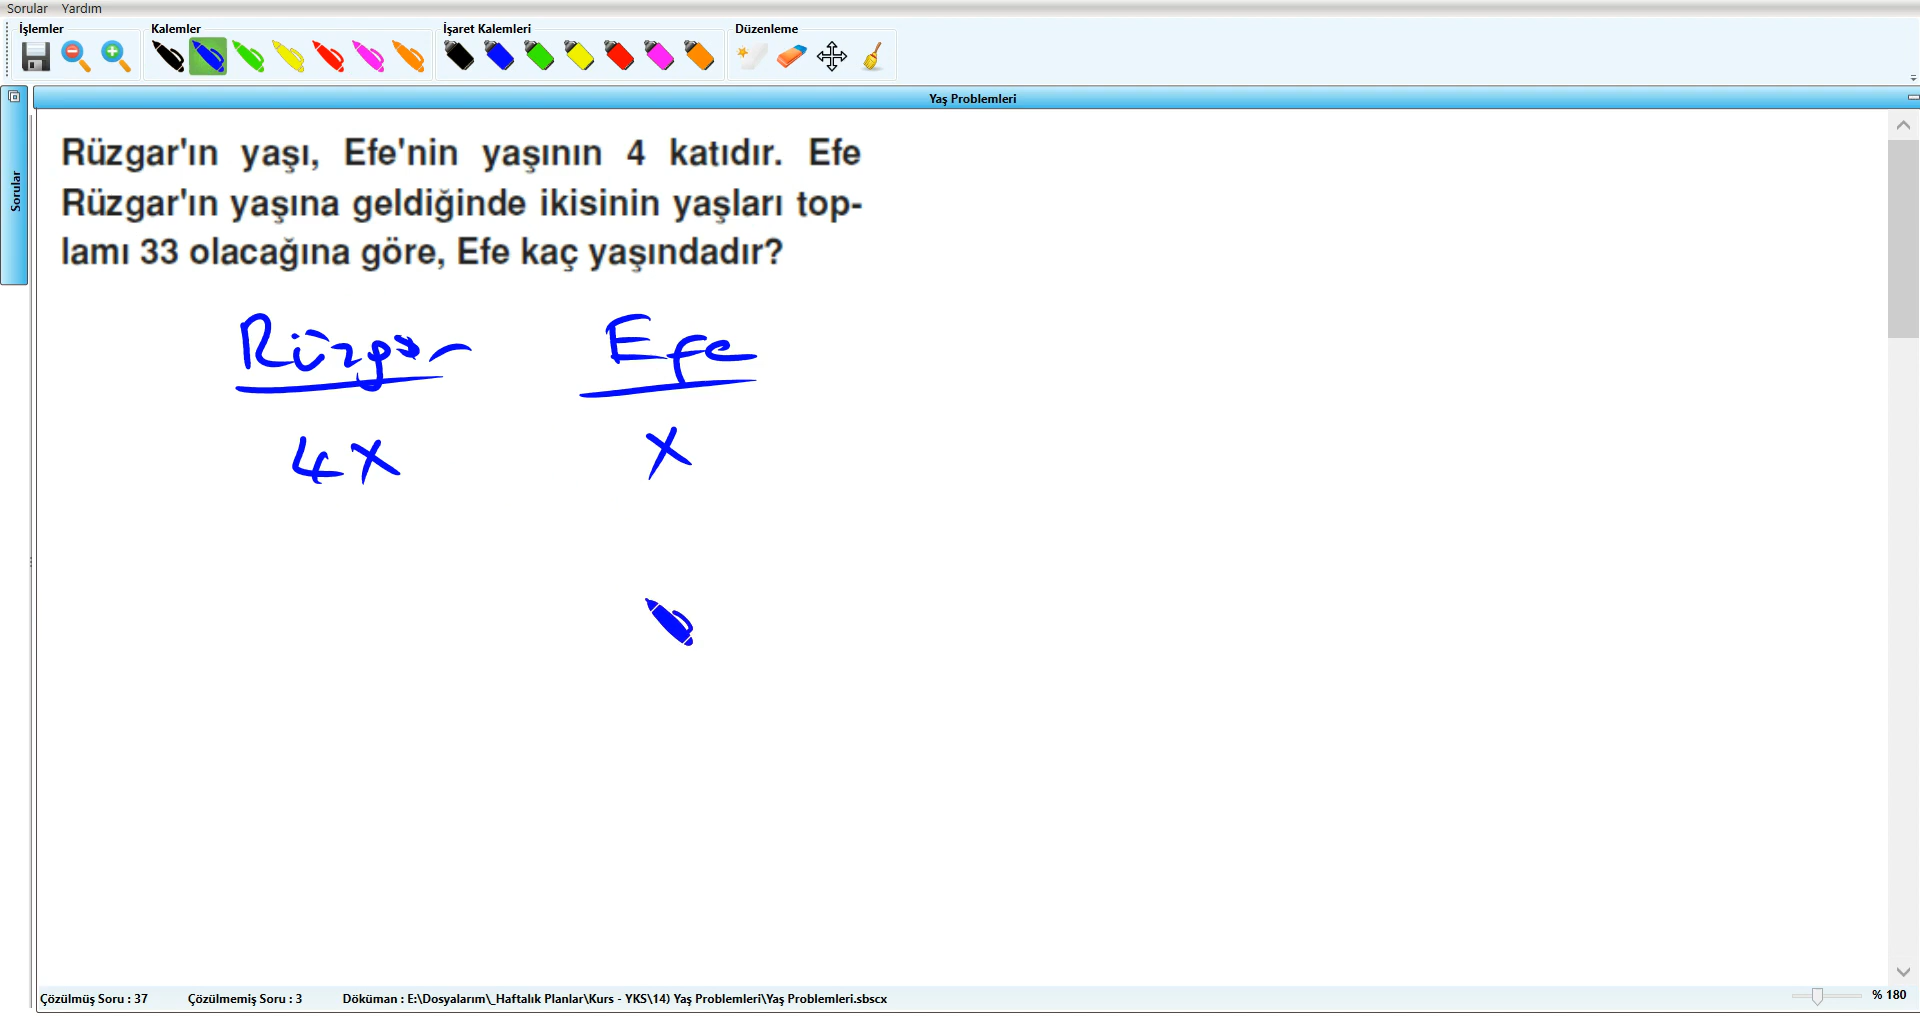 Sorular Yardım
İşlemler Kalemler İşaret Kalemleri Düzenleme
Yaş Problemleri
Sorular
Rüzgar'ın yaşı, Efe'nin yaşının 4 katıdır. Efe
Rüzgar'ın yaşına geldiğinde ikisinin yaşları top-
lamı 33 olacağına göre, Efe kaç yaşındadır?
Rüzgar Efe
4x x
Çözülmüş Soru : 37 Çözülmemiş Soru : 3 Döküman : E:\Dosyalarım\_Haftalık Planlar\Kurs - YKS\14) Yaş Problemleri\Yaş Problemleri.sbscx % 180